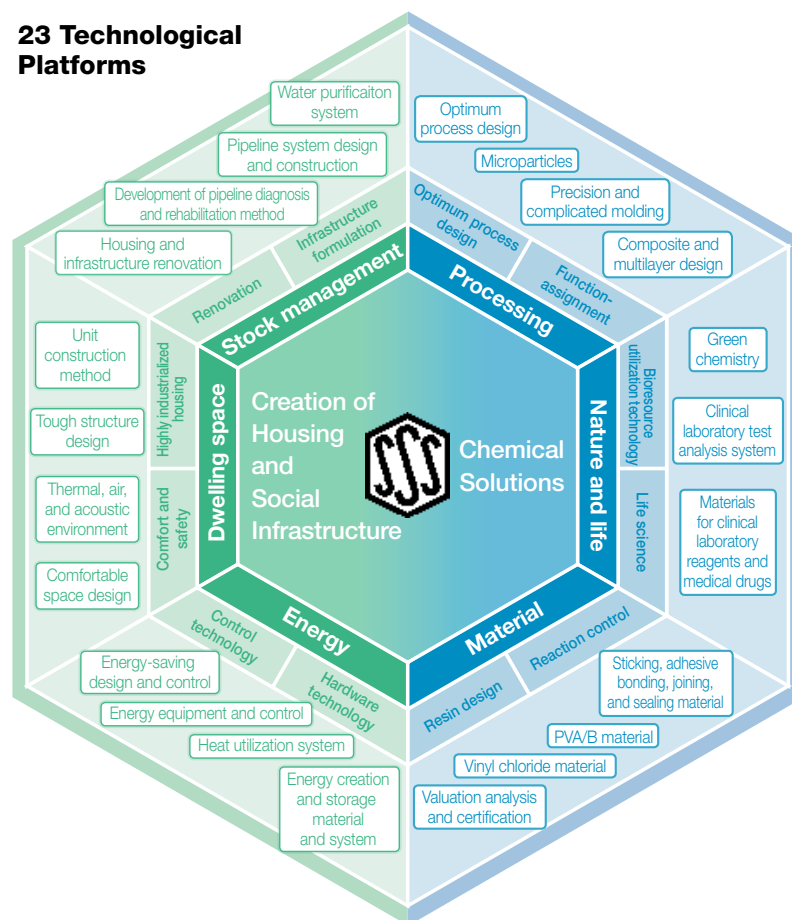 23 Technological
Platforms
Water purificaiton
system
Pipeline system design
and construction
Development of pipeline diagnosis
and rehabilitation method
Housing and
infrastructure renovation
Infrastructure
formulation
Renovation
Stock management
Optimum
process design
Microparticles
Precision and
complicated molding
Composite and
multilayer design
Optimum process
design
Function-
assignment
Processing
Unit
construction
method
Tough structure
design
Thermal, air,
and acoustic
environment
Comfortable
space design
Highly industrialized
housing
Comfort and
safety
Dwelling space
Creation of
Housing
and
Social
Infrastructure
SSS
Chemical
Solutions
Nature and life
Bioresource
utilization technology
Life science
Green
chemistry
Clinical
laboratory test
analysis system
Materials
for clinical
laboratory
reagents and
medical drugs
Energy
Control
technology
Hardware
technology
Energy-saving
design and control
Energy equipment and control
Heat utilization system
Energy creation
and storage
material
and system
Material
Reaction control
Resin design
Sticking, adhesive
bonding, joining,
and sealing material
PVA/B material
Vinyl chloride material
Valuation analysis
and certification